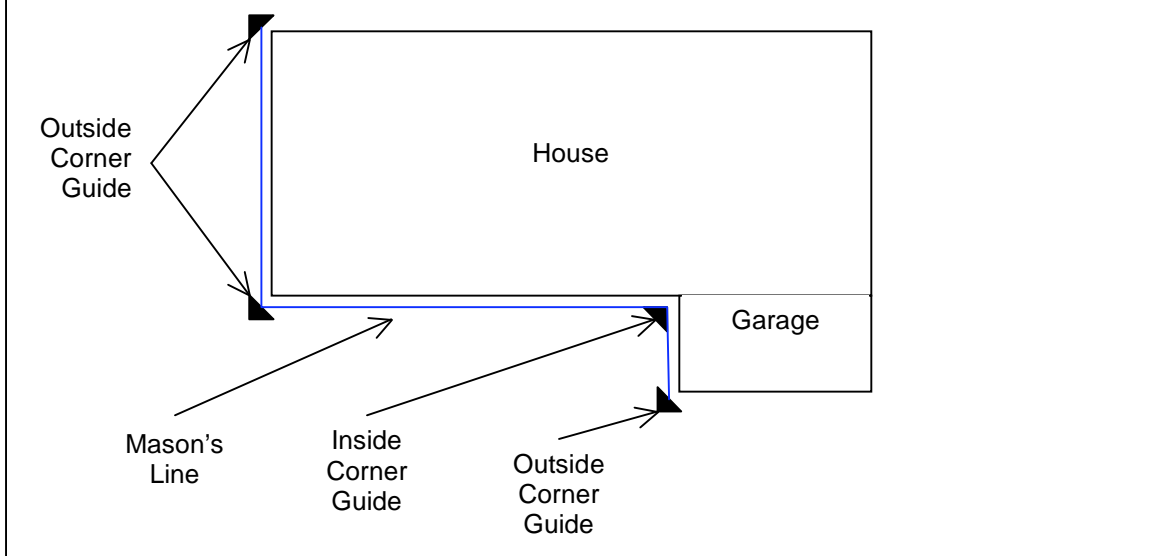 Outside
Corner
Guide
House
Garage
Mason's
Line
Inside
Corner
Guide
Outside
Corner
Guide